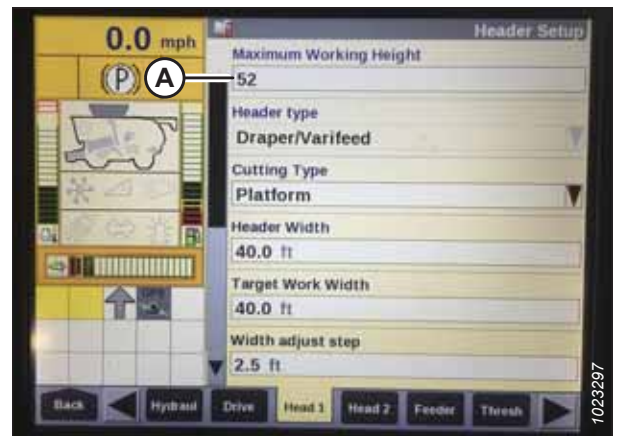 0.0 mph
Header Setup
Maximum Working Height
(P)
A
52
Header type
Draper/Varifeed
Cutting Type
Platform
Header Width
40.0 ft
Target Work Width
40.0 ft
Width adjust step
2.5 ft
Back
Hydraul
Drive
Head 1
Head 2
Feeder
Thresh
1023297